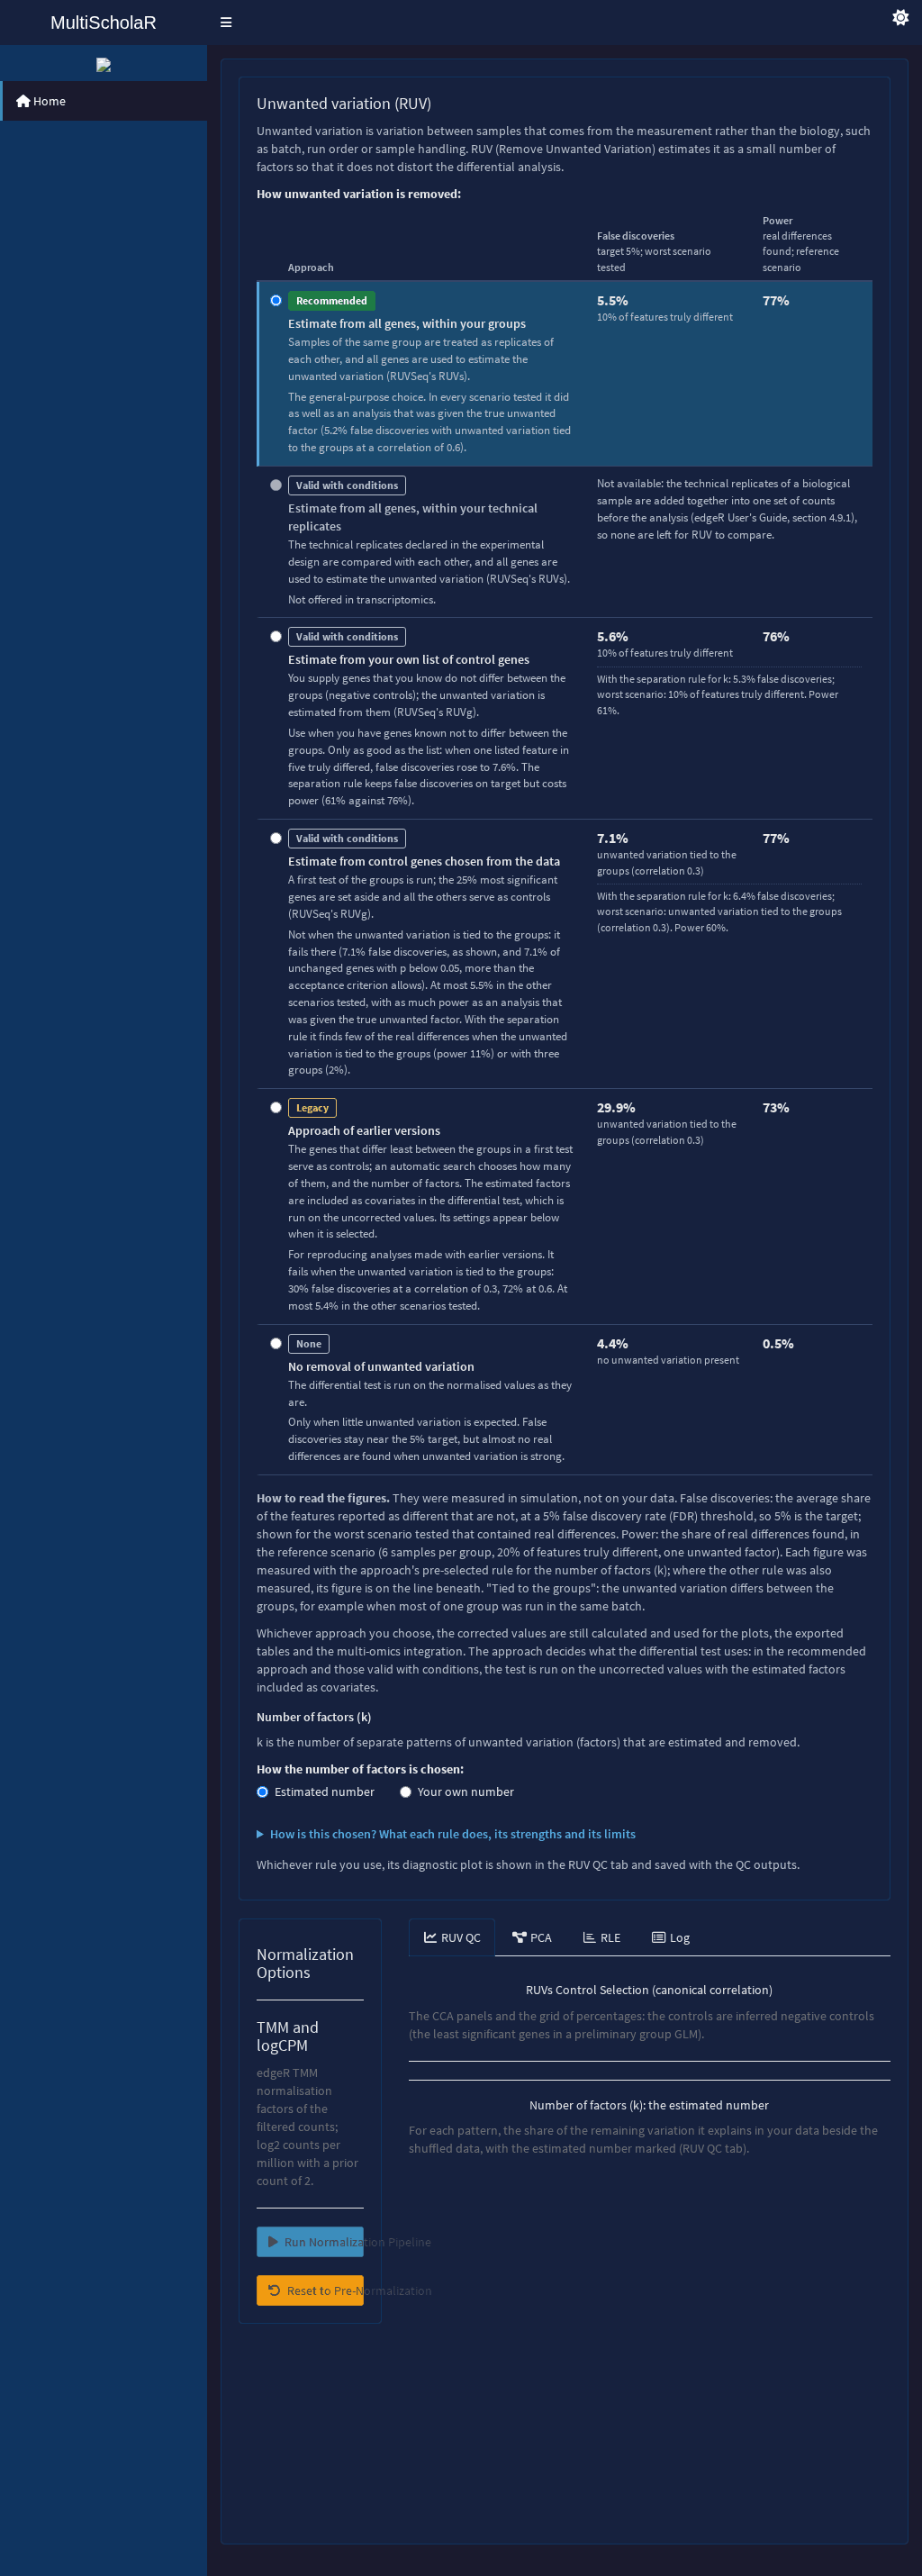 MultiScholaR
Home
Unwanted variation (RUV)
Unwanted variation is variation between samples that comes from the measurement rather than the biology, such
as batch, run order or sample handling. RUV (Remove Unwanted Variation) estimates it as a small number of
factors so that it does not distort the differential analysis.
How unwanted variation is removed:
Approach
False discoveries
target 5%; worst scenario
tested
Power
real differences
found; reference
scenario
Recommended
Estimate from all genes, within your groups
Samples of the same group are treated as replicates of
each other, and all genes are used to estimate the
unwanted variation (RUVSeq's RUVs).
The general-purpose choice. In every scenario tested it did
as well as an analysis that was given the true unwanted
factor (5.2% false discoveries with unwanted variation tied
to the groups at a correlation of 0.6).
5.5%
10% of features truly different
77%
Valid with conditions
Estimate from all genes, within your technical
replicates
The technical replicates declared in the experimental
design are compared with each other, and all genes are
used to estimate the unwanted variation (RUVSeq's RUVs).
Not offered in transcriptomics.
Not available: the technical replicates of a biological
sample are added together into one set of counts
before the analysis (edgeR User's Guide, section 4.9.1),
so none are left for RUV to compare.
Valid with conditions
Estimate from your own list of control genes
You supply genes that you know do not differ between the
groups (negative controls); the unwanted variation is
estimated from them (RUVSeq's RUVg).
Use when you have genes known not to differ between the
groups. Only as good as the list: when one listed feature in
five truly differed, false discoveries rose to 7.6%. The
separation rule keeps false discoveries on target but costs
power (61% against 76%).
5.6%
10% of features truly different
76%
With the separation rule for k: 5.3% false discoveries;
worst scenario: 10% of features truly different. Power
61%.
Valid with conditions
Estimate from control genes chosen from the data
A first test of the groups is run; the 25% most significant
genes are set aside and all the others serve as controls
(RUVSeq's RUVg).
Not when the unwanted variation is tied to the groups: it
fails there (7.1% false discoveries, as shown, and 7.1% of
unchanged genes with p below 0.05, more than the
acceptance criterion allows). At most 5.5% in the other
scenarios tested, with as much power as an analysis that
was given the true unwanted factor. With the separation
rule it finds few of the real differences when the unwanted
variation is tied to the groups (power 11%) or with three
groups (2%).
7.1%
unwanted variation tied to the
groups (correlation 0.3)
77%
With the separation rule for k: 6.4% false discoveries;
worst scenario: unwanted variation tied to the groups
(correlation 0.3). Power 60%.
Legacy
Approach of earlier versions
The genes that differ least between the groups in a first test
serve as controls; an automatic search chooses how many
of them, and the number of factors. The estimated factors
are included as covariates in the differential test, which is
run on the uncorrected values. Its settings appear below
when it is selected.
For reproducing analyses made with earlier versions. It
fails when the unwanted variation is tied to the groups:
30% false discoveries at a correlation of 0.3, 72% at 0.6. At
most 5.4% in the other scenarios tested.
29.9%
unwanted variation tied to the
groups (correlation 0.3)
73%
None
No removal of unwanted variation
The differential test is run on the normalised values as they
are.
Only when little unwanted variation is expected. False
discoveries stay near the 5% target, but almost no real
differences are found when unwanted variation is strong.
4.4%
no unwanted variation present
0.5%
How to read the figures. They were measured in simulation, not on your data. False discoveries: the average share
of the features reported as different that are not, at a 5% false discovery rate (FDR) threshold, so 5% is the target;
shown for the worst scenario tested that contained real differences. Power: the share of real differences found, in
the reference scenario (6 samples per group, 20% of features truly different, one unwanted factor). Each figure was
measured with the approach's pre-selected rule for the number of factors (k); where the other rule was also
measured, its figure is on the line beneath. "Tied to the groups": the unwanted variation differs between the
groups, for example when most of one group was run in the same batch.
Whichever approach you choose, the corrected values are still calculated and used for the plots, the exported
tables and the multi-omics integration. The approach decides what the differential test uses: in the recommended
approach and those valid with conditions, the test is run on the uncorrected values with the estimated factors
included as covariates.
Number of factors (k)
k is the number of separate patterns of unwanted variation (factors) that are estimated and removed.
How the number of factors is chosen:
Estimated number
Your own number
How is this chosen? What each rule does, its strengths and its limits
Whichever rule you use, its diagnostic plot is shown in the RUV QC tab and saved with the QC outputs.
Normalization
Options
TMM and
logCPM
edgeR TMM
normalisation
factors of the
filtered counts;
log2 counts per
million with a prior
count of 2.
Run Normalization Pipeline
Reset to Pre-Normalization
RUV QC
PCA
RLE
Log
RUVs Control Selection (canonical correlation)
The CCA panels and the grid of percentages: the controls are inferred negative controls
(the least significant genes in a preliminary group GLM).
Number of factors (k): the estimated number
For each pattern, the share of the remaining variation it explains in your data beside the
shuffled data, with the estimated number marked (RUV QC tab).